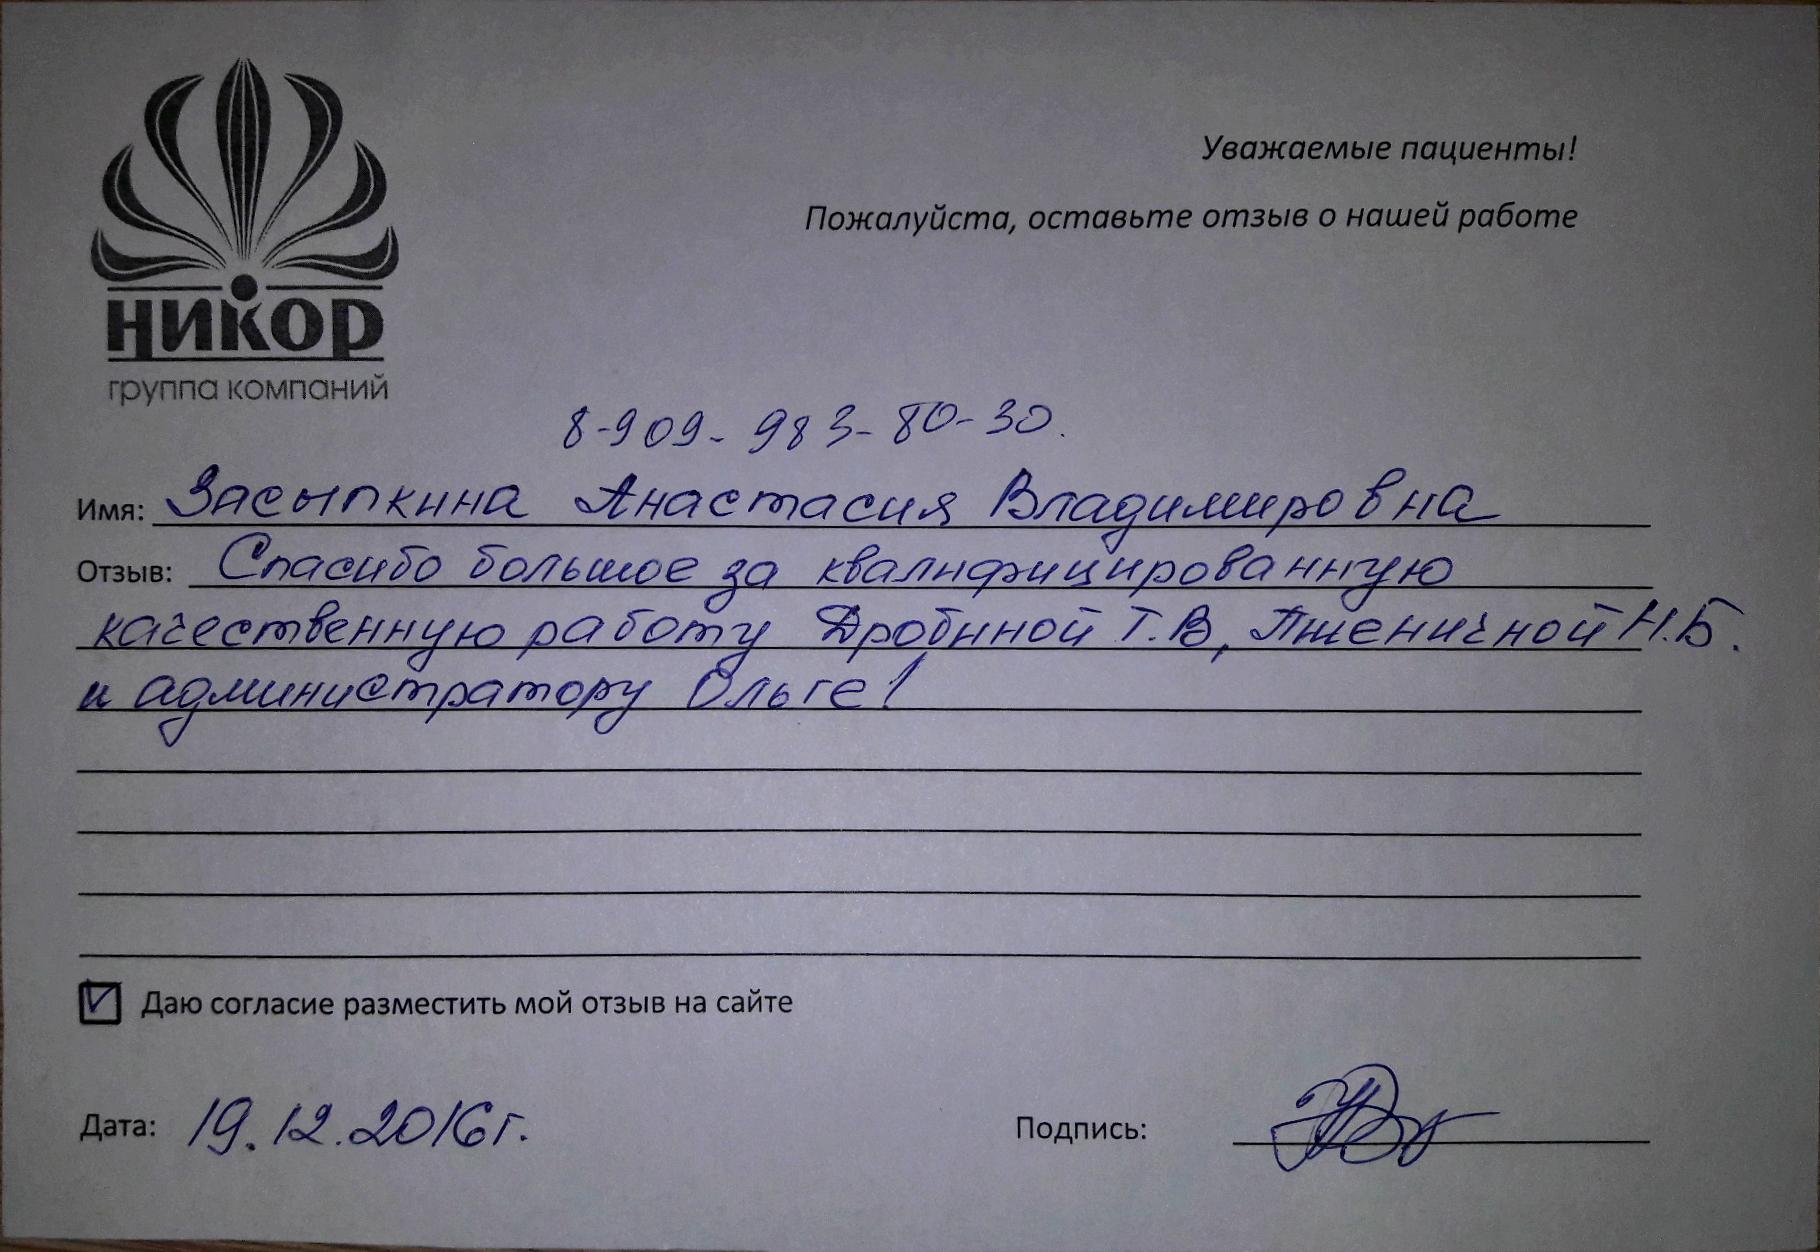 Уважаемые пациенты!
Пожалуйста, оставьте отзыв о нашей работе
НИКОР
группа компаний
8-909-983-80-30.
Имя: Засыпкина Анастасия Владимировна
Отзыв: Спасибо большое за квалифицированную
качественную работу Дробиной Т.В, Пшеничной Н.Б.
и администратору Ольге!
Даю согласие разместить мой отзыв на сайте
Дата: 19.12.2016г.
Подпись: